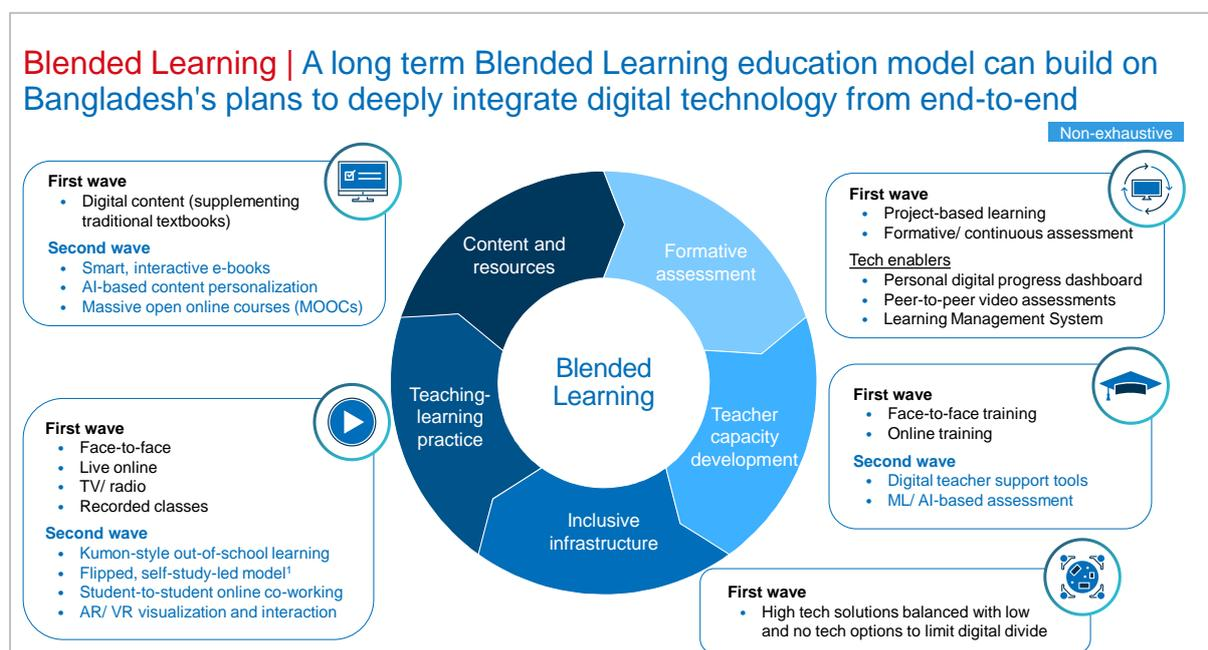 Blended Learning | A long term Blended Learning education model can build on
Bangladesh's plans to deeply integrate digital technology from end-to-end
Non-exhaustive
First wave
• Digital content (supplementing
traditional textbooks)
Second wave
• Smart, interactive e-books
• AI-based content personalization
• Massive open online courses (MOOCs)
First wave
• Face-to-face
• Live online
• TV/ radio
• Recorded classes
Second wave
• Kumon-style out-of-school learning
• Flipped, self-study-led model¹
• Student-to-student online co-working
• AR/ VR visualization and interaction
Content and
resources
Formative
assessment
Teaching-
learning
practice
Blended
Learning
Teacher
capacity
development
Inclusive
infrastructure
First wave
• Project-based learning
• Formative/ continuous assessment
Tech enablers
• Personal digital progress dashboard
• Peer-to-peer video assessments
• Learning Management System
First wave
• Face-to-face training
• Online training
Second wave
• Digital teacher support tools
• ML/ AI-based assessment
First wave
• High tech solutions balanced with low
and no tech options to limit digital divide